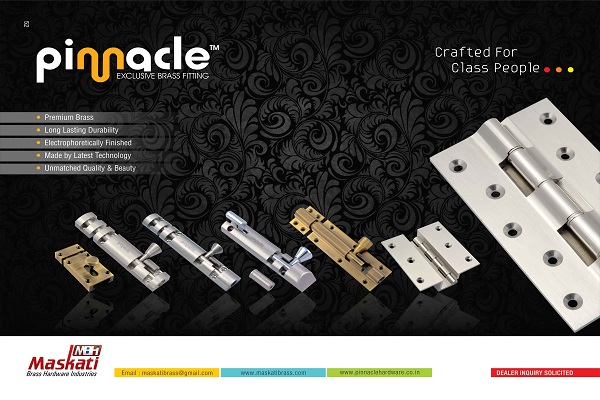 pinnacle™
EXCLUSIVE BRASS FITTING
Crafted For
Class People
Premium Brass
Long Lasting Durability
Electrophoretically Finished
Made by Latest Technology
Unmatched Quality & Beauty
Maskati
Brass Hardware Industries
Email : maskatibrass@gmail.com
www.maskatibrass.com
www.pinnaclehardware.co.in
DEALER INQUIRY SOLICITED